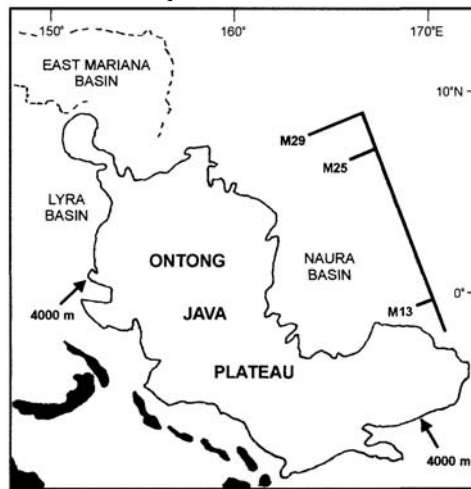 150°
160°
170°E
EAST MARIANA
BASIN
10°N
M29
M25
LYRA
BASIN
ONTONG
NAURA
BASIN
JAVA
0°
4000 m
M13
PLATEAU
4000 m